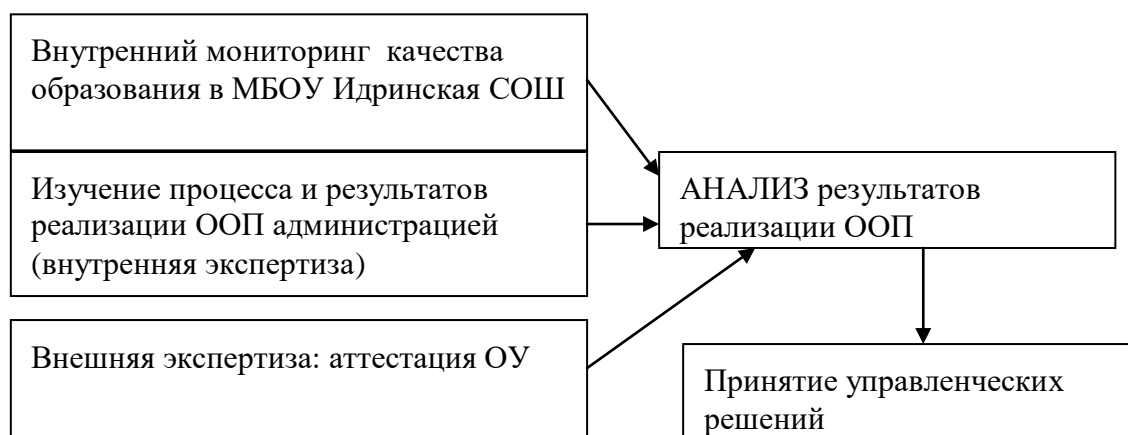 Внутренний мониторинг качества
образования в МБОУ Идринская СОШ
Изучение процесса и результатов
реализации ООП администрацией
(внутренняя экспертиза)
Внешняя экспертиза: аттестация ОУ
АНАЛИЗ результатов
реализации ООП
Принятие управленческих
решений